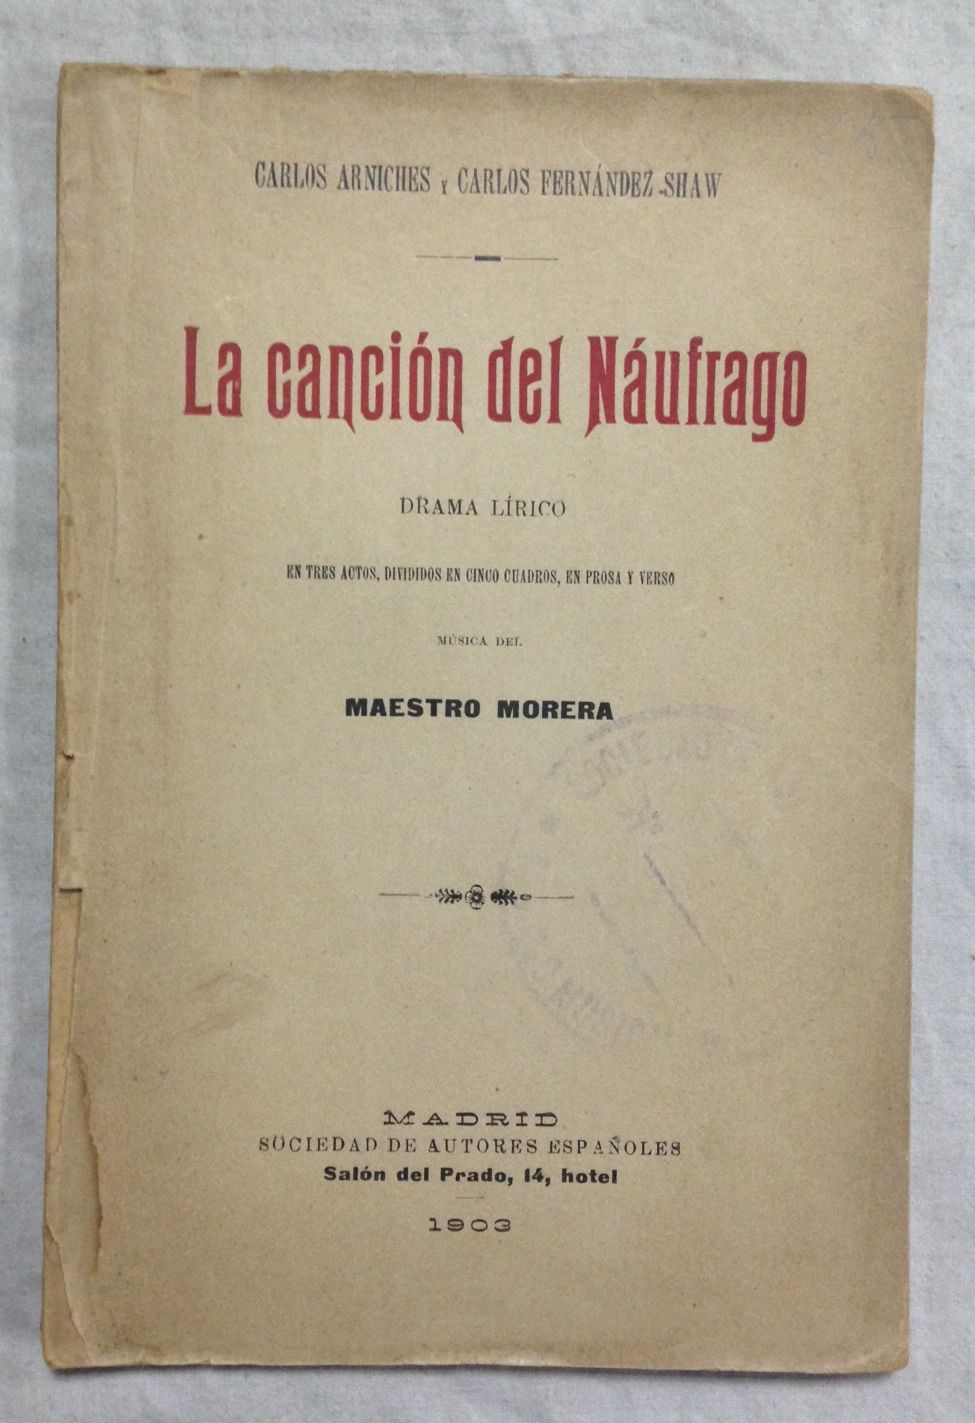 CARLOS ARNICHES Y CARLOS FERNÁNDEZ-SHAW
La canción del Náufrago
DRAMA LÍRICO
EN TRES ACTOS, DIVIDIDOS EN CINCO CUADROS, EN PROSA Y VERSO
MÚSICA DEL
MAESTRO MORERA
MADRID
SOCIEDAD DE AUTORES ESPAÑOLES
Salón del Prado, 14, hotel
1903